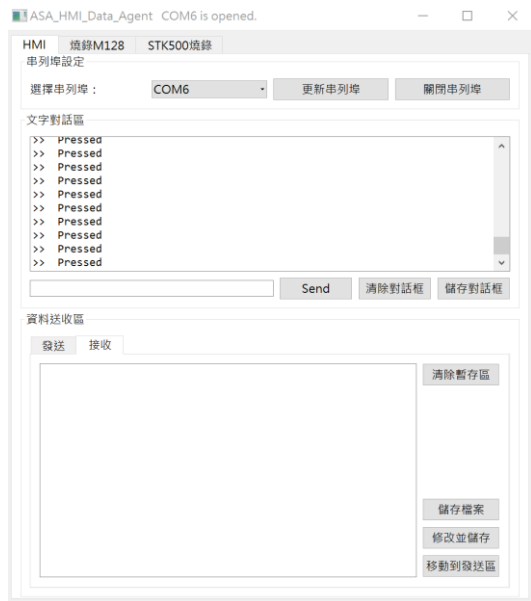 ASA_HMI_Data_Agent COM6 is opened.
HMI 燒錄M128 STK500燒錄
串列埠設定
選擇串列埠： COM6 更新串列埠 關閉串列埠
文字對話區
>> Pressed
>> Pressed
>> Pressed
>> Pressed
>> Pressed
>> Pressed
>> Pressed
>> Pressed
>> Pressed
>> Pressed
Send 清除對話框 儲存對話框
資料送收區
發送 接收
清除暫存區
儲存檔案
修改並儲存
移動到發送區